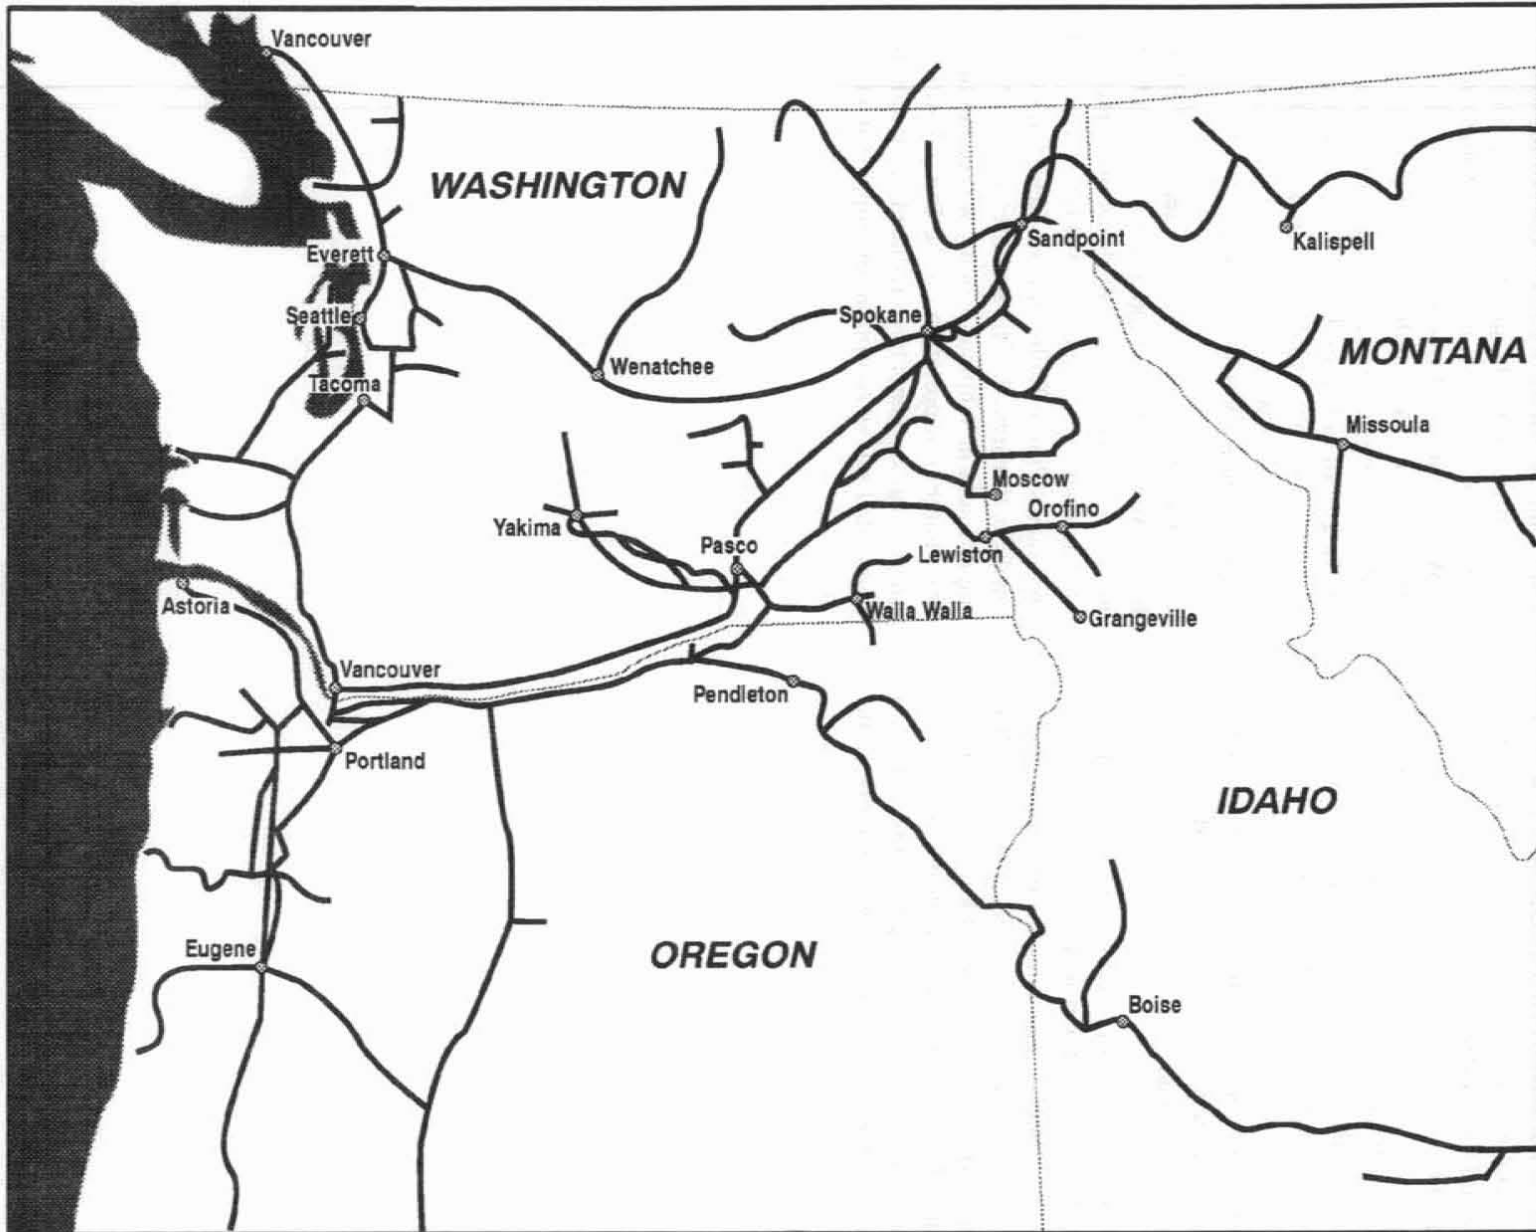 Vancouver
WASHINGTON
Everett
Sandpoint
Kalispell
Seattle
Spokane
Wenatchee
MONTANA
Tacoma
Missoula
Moscow
Orofino
Yakima
Pasco
Lewiston
Astoria
Walla Walla
Grangeville
Vancouver
Pendleton
Portland
IDAHO
Eugene
OREGON
Boise